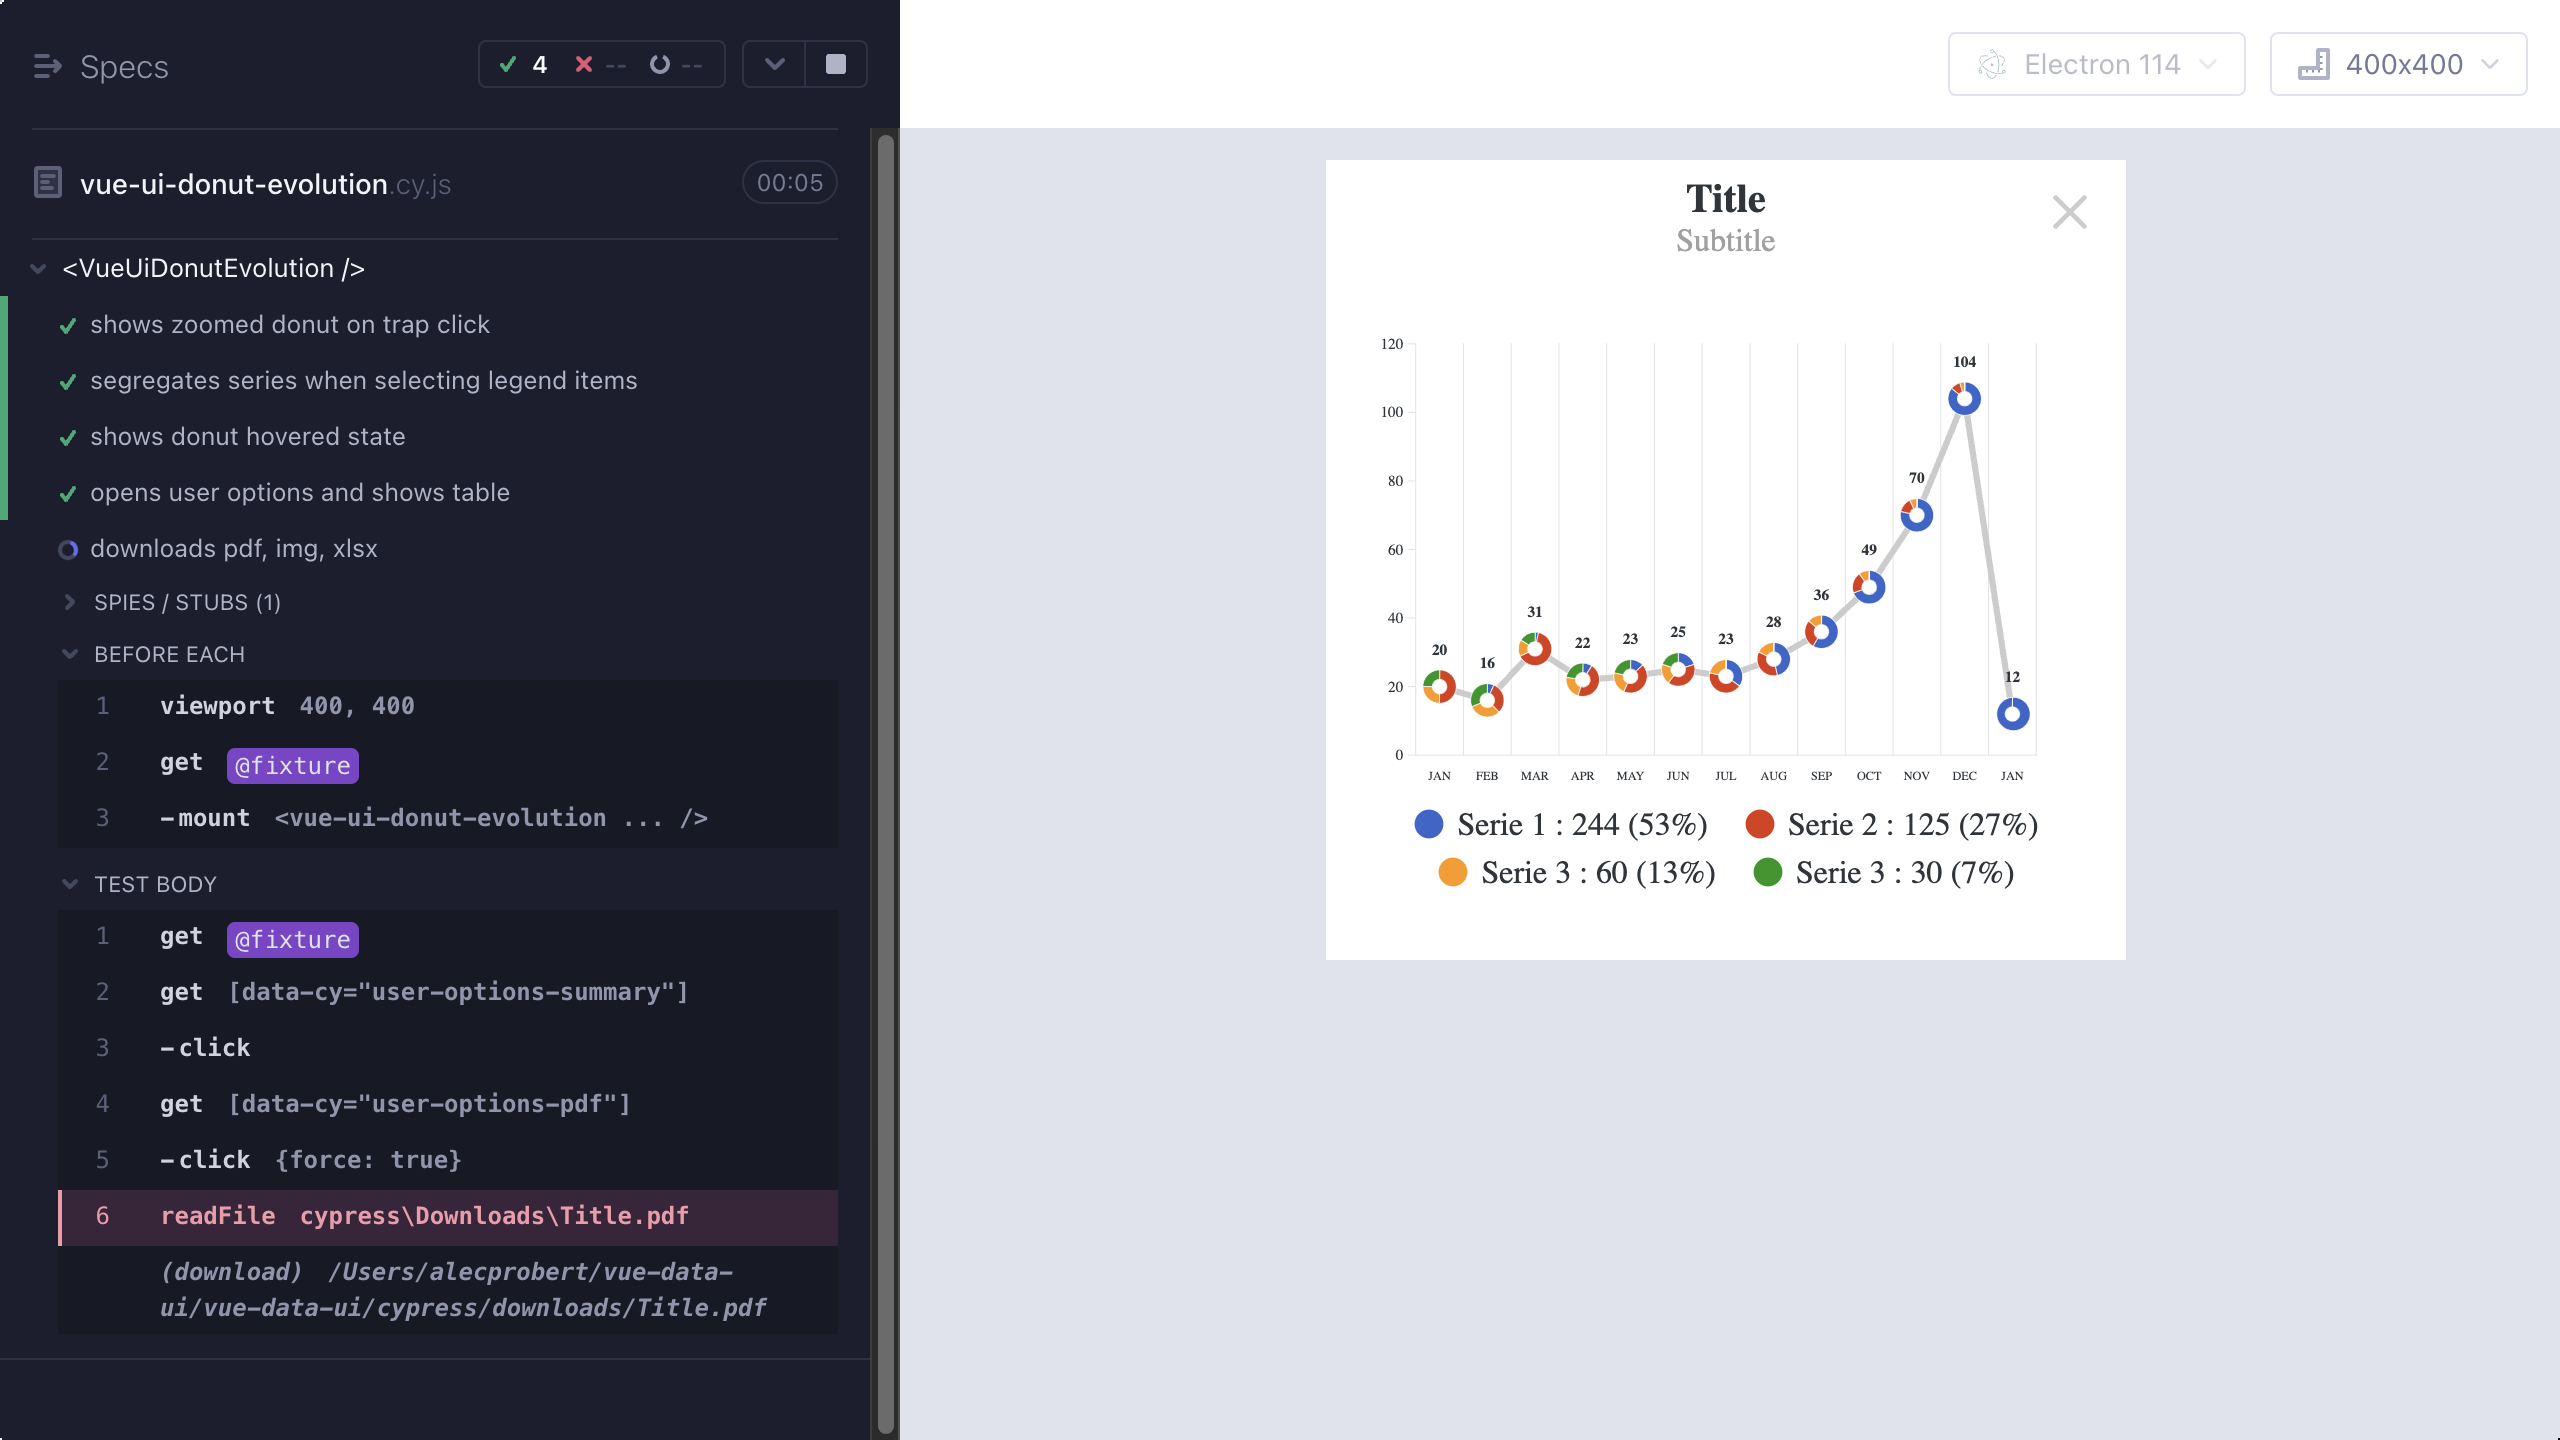 Specs
4 -- --
vue-ui-donut-evolution.cy.js 00:05
<VueUiDonutEvolution />
shows zoomed donut on trap click
segregates series when selecting legend items
shows donut hovered state
opens user options and shows table
downloads pdf, img, xlsx
SPIES / STUBS (1)
BEFORE EACH
1 viewport 400, 400
2 get @fixture
3 -mount <vue-ui-donut-evolution ... />
TEST BODY
1 get @fixture
2 get [data-cy="user-options-summary"]
3 -click
4 get [data-cy="user-options-pdf"]
5 -click {force: true}
6 readFile cypress\Downloads\Title.pdf
(download) /Users/alecprobert/vue-data-
ui/vue-data-ui/cypress/downloads/Title.pdf
Electron 114
400x400
Title
Subtitle
120
100
80
60
40
20
0
20 16 31 22 23 25 23 28 36 49 70 104 12
JAN FEB MAR APR MAY JUN JUL AUG SEP OCT NOV DEC JAN
Serie 1 : 244 (53%) Serie 2 : 125 (27%)
Serie 3 : 60 (13%) Serie 3 : 30 (7%)